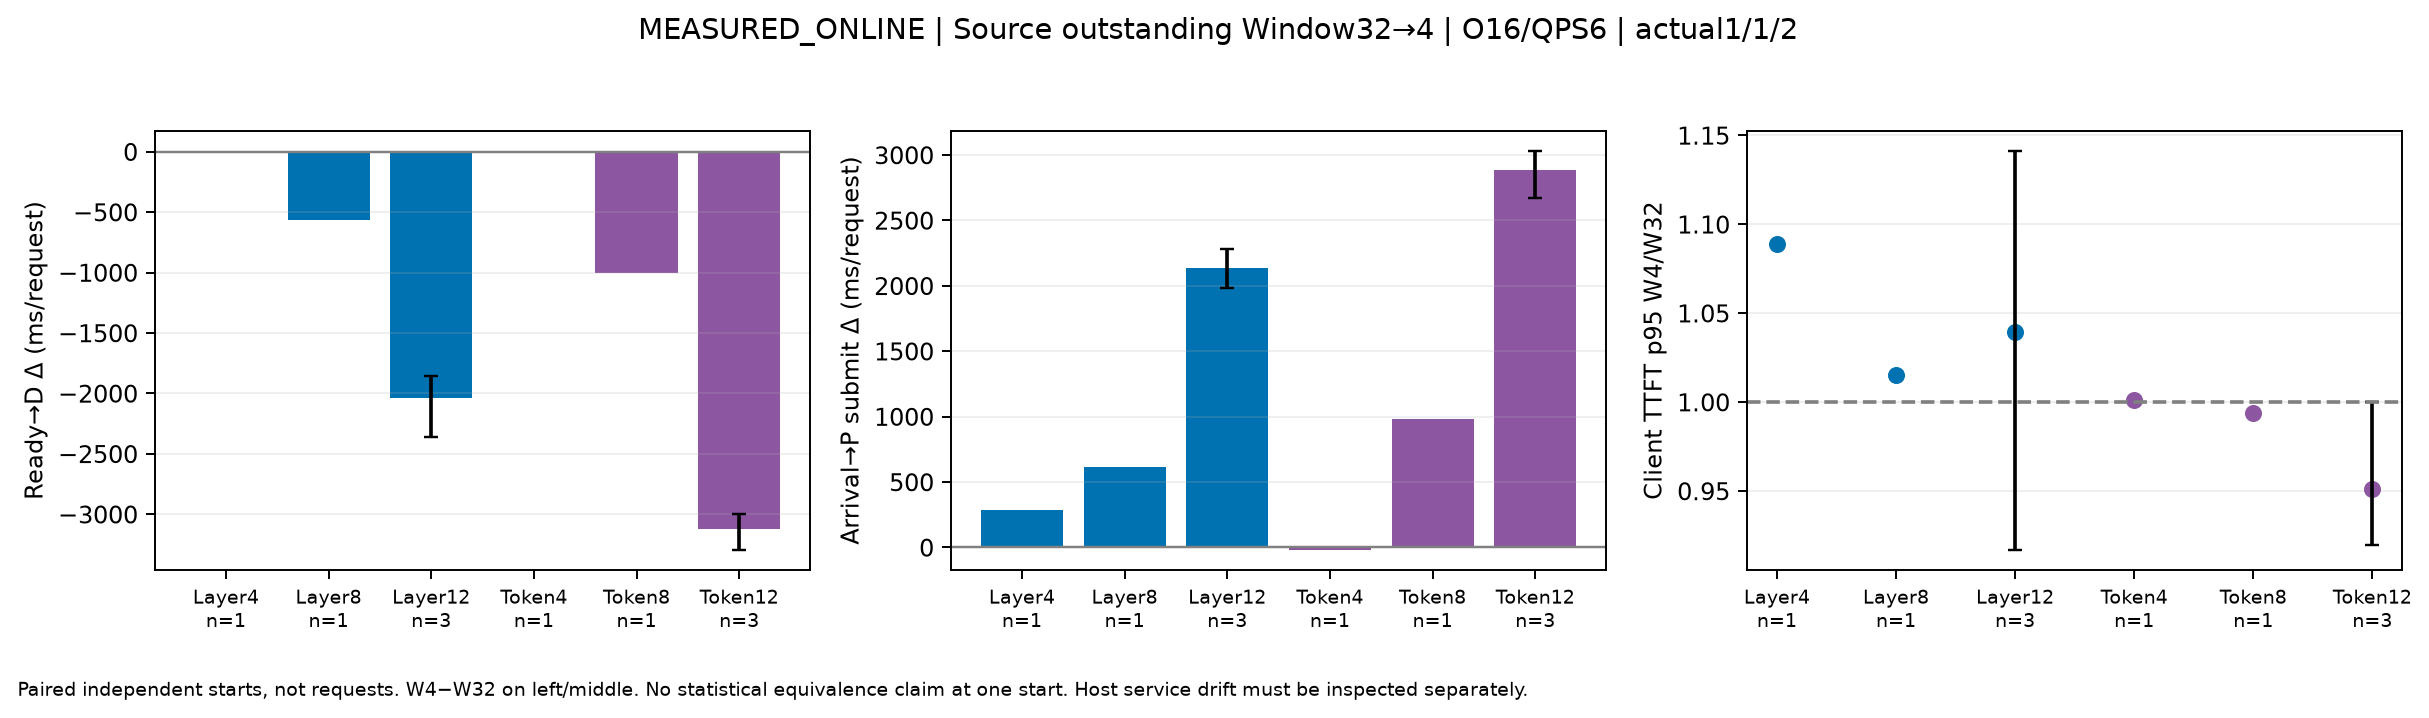 MEASURED_ONLINE | Source outstanding Window32→4 | O16/QPS6 | actual1/1/2
Ready→D Δ (ms/request)
0
−500
−1000
−1500
−2000
−2500
−3000
Layer4 Layer8 Layer12 Token4 Token8 Token12
n=1 n=1 n=3 n=1 n=1 n=3
Arrival→P submit Δ (ms/request)
3000
2500
2000
1500
1000
500
0
Layer4 Layer8 Layer12 Token4 Token8 Token12
n=1 n=1 n=3 n=1 n=1 n=3
Client TTFT p95 W4/W32
1.15
1.10
1.05
1.00
0.95
Layer4 Layer8 Layer12 Token4 Token8 Token12
n=1 n=1 n=3 n=1 n=1 n=3
Paired independent starts, not requests. W4−W32 on left/middle. No statistical equivalence claim at one start. Host service drift must be inspected separately.